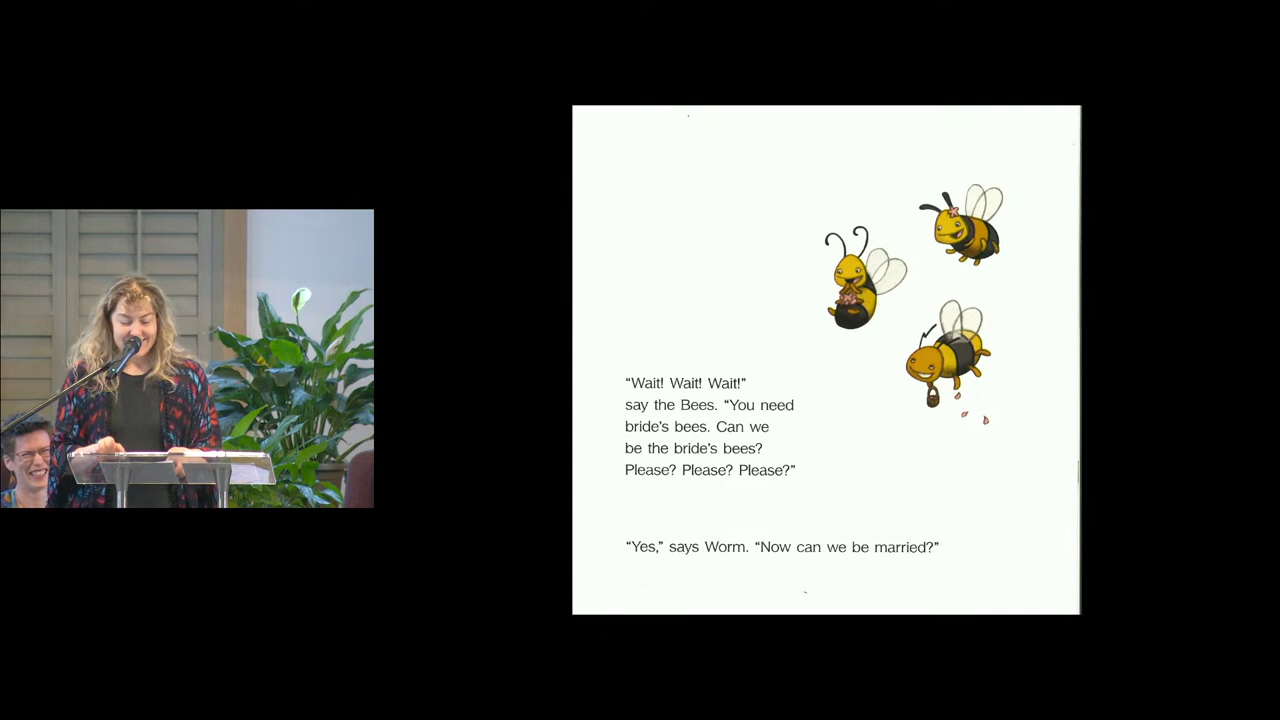 “Wait! Wait! Wait!”
say the Bees. “You need
bride’s bees. Can we
be the bride’s bees?
Please? Please? Please?”
“Yes,” says Worm. “Now can we be married?”